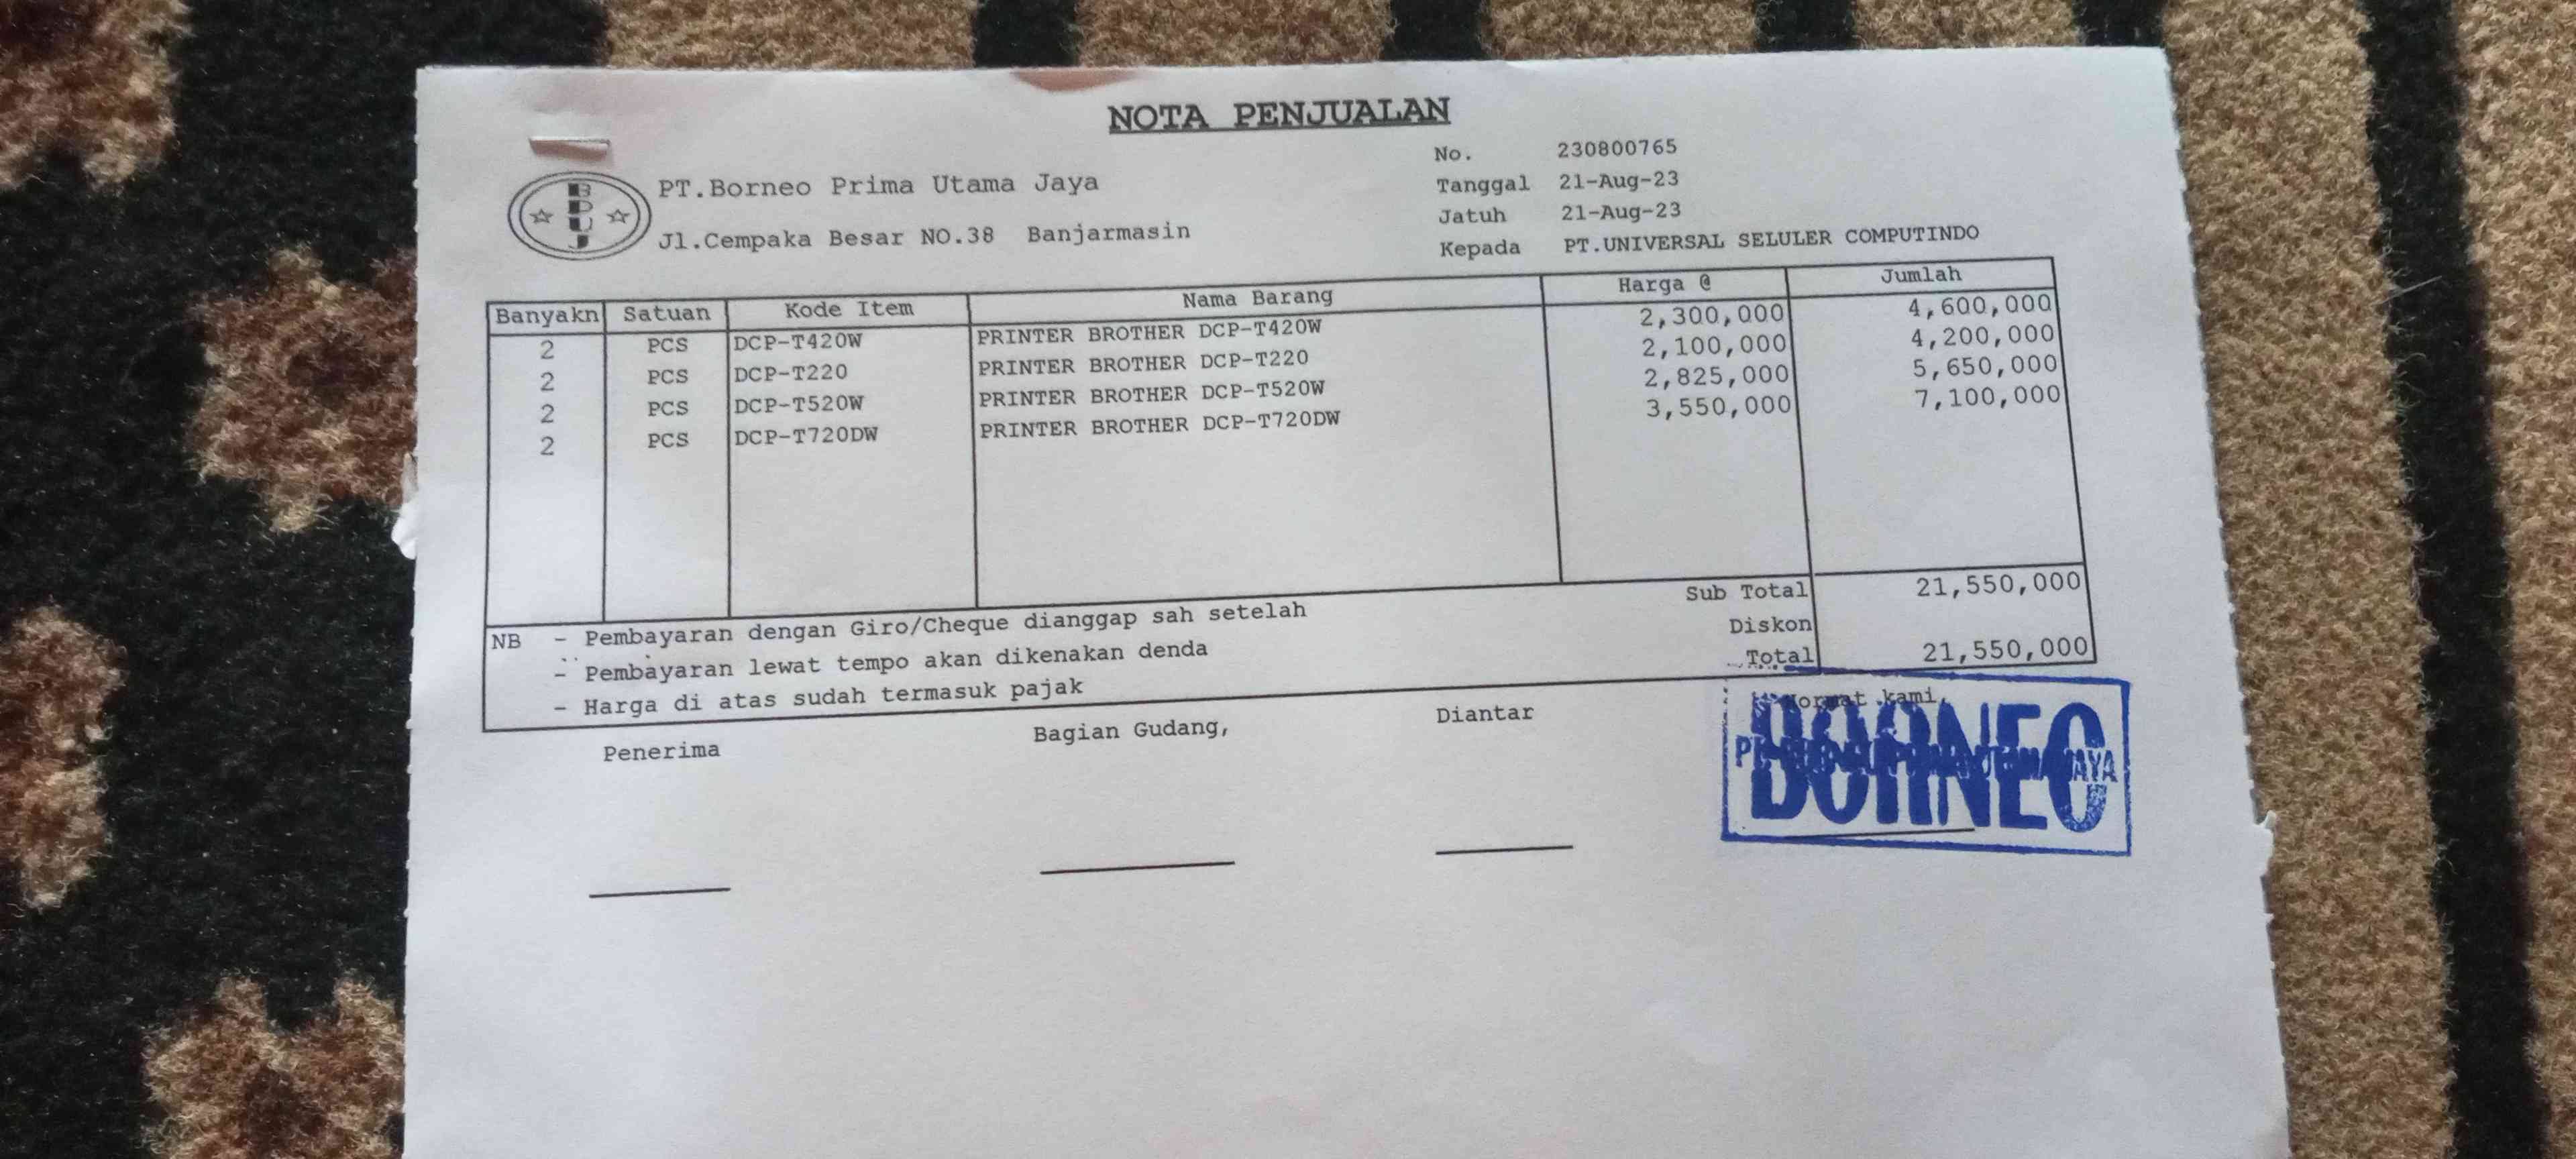 NOTA PENJUALAN
No. 230800765
PT.Borneo Prima Utama Jaya
Tanggal 21-Aug-23
Jatuh 21-Aug-23
Jl.Cempaka Besar NO.38 Banjarmasin
Kepada PT.UNIVERSAL SELULER COMPUTINDO
B
P
U
J
Banyakn Satuan Kode Item Nama Barang Harga @ Jumlah
2 PCS DCP-T420W PRINTER BROTHER DCP-T420W 2,300,000 4,600,000
2 PCS DCP-T220 PRINTER BROTHER DCP-T220 2,100,000 4,200,000
2 PCS DCP-T520W PRINTER BROTHER DCP-T520W 2,825,000 5,650,000
2 PCS DCP-T720DW PRINTER BROTHER DCP-T720DW 3,550,000 7,100,000
Sub Total 21,550,000
NB - Pembayaran dengan Giro/Cheque dianggap sah setelah
Diskon
- Pembayaran lewat tempo akan dikenakan denda
Total 21,550,000
- Harga di atas sudah termasuk pajak
Penerima Bagian Gudang, Diantar Hormat kami,
BORNEO